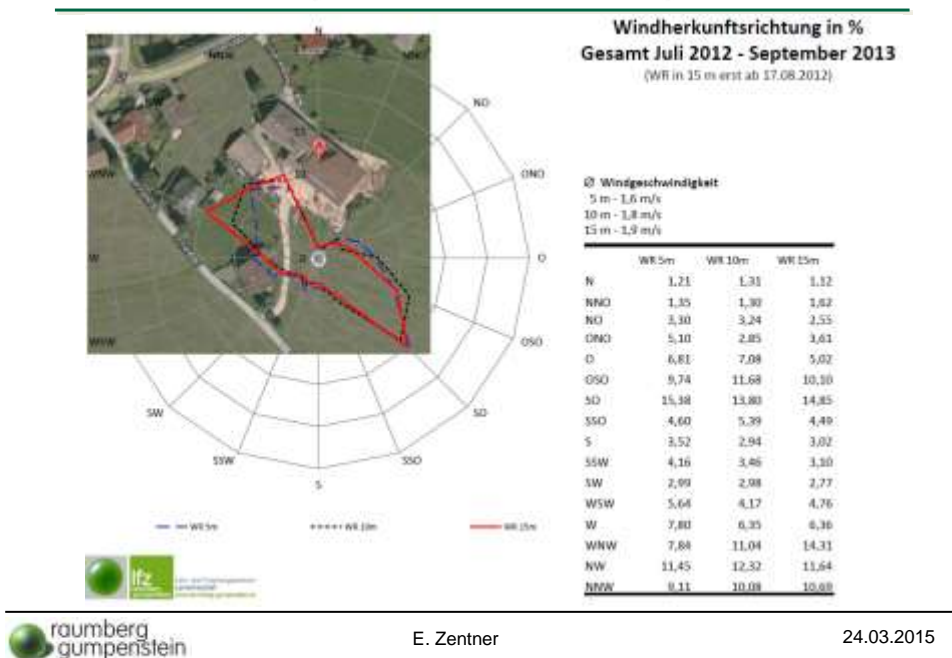 Windherkunftsrichtung in %
Gesamt Juli 2012 - September 2013
(WR in 15 m erst ab 17.08.2012)
N
NO
ONO
O
OSO
SO
SSO
S
SSW
SW
WSW
W
WNW
NNW
15
10
WR 5m
WR 10m
WR 15m
Ø Windgeschwindigkeit
5 m - 1,6 m/s
10 m - 1,8 m/s
15 m - 1,9 m/s
WR 5m WR 10m WR 15m
N 1,21 1,31 1,12
NNO 1,35 1,30 1,62
NO 3,30 3,24 2,55
ONO 5,10 2,85 3,61
O 6,81 7,08 5,02
OSO 9,74 11,68 10,10
SO 15,38 13,80 14,85
SSO 4,60 5,39 4,49
S 3,52 2,94 3,02
SSW 4,16 3,46 3,10
SW 2,99 2,98 2,77
WSW 5,64 4,17 4,76
W 7,80 6,35 6,36
WNW 7,84 11,04 14,31
NW 11,45 12,32 11,64
NNW 9,11 10,08 10,69
lfz
raumberg
gumpenstein
E. Zentner
24.03.2015